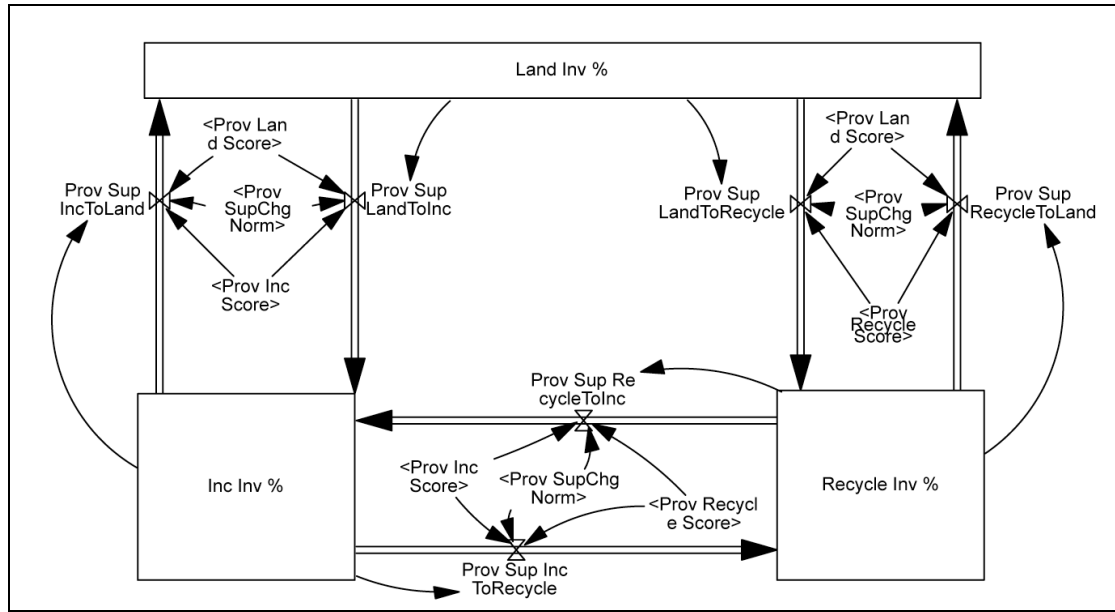 Land Inv %
<Prov Lan
d Score>
Prov Sup
IncToLand
<Prov
SupChg
Norm>
Prov Sup
LandToInc
<Prov Inc
Score>
Prov Sup
LandToRecycle
<Prov Lan
d Score>
<Prov
SupChg
Norm>
Prov Sup
RecycleToLand
<Prov
Recycle
Score>
Prov Sup Re
cycleToInc
Inc Inv %
<Prov Inc
Score>
<Prov SupChg
Norm>
<Prov Recycl
e Score>
Recycle Inv %
Prov Sup Inc
ToRecycle